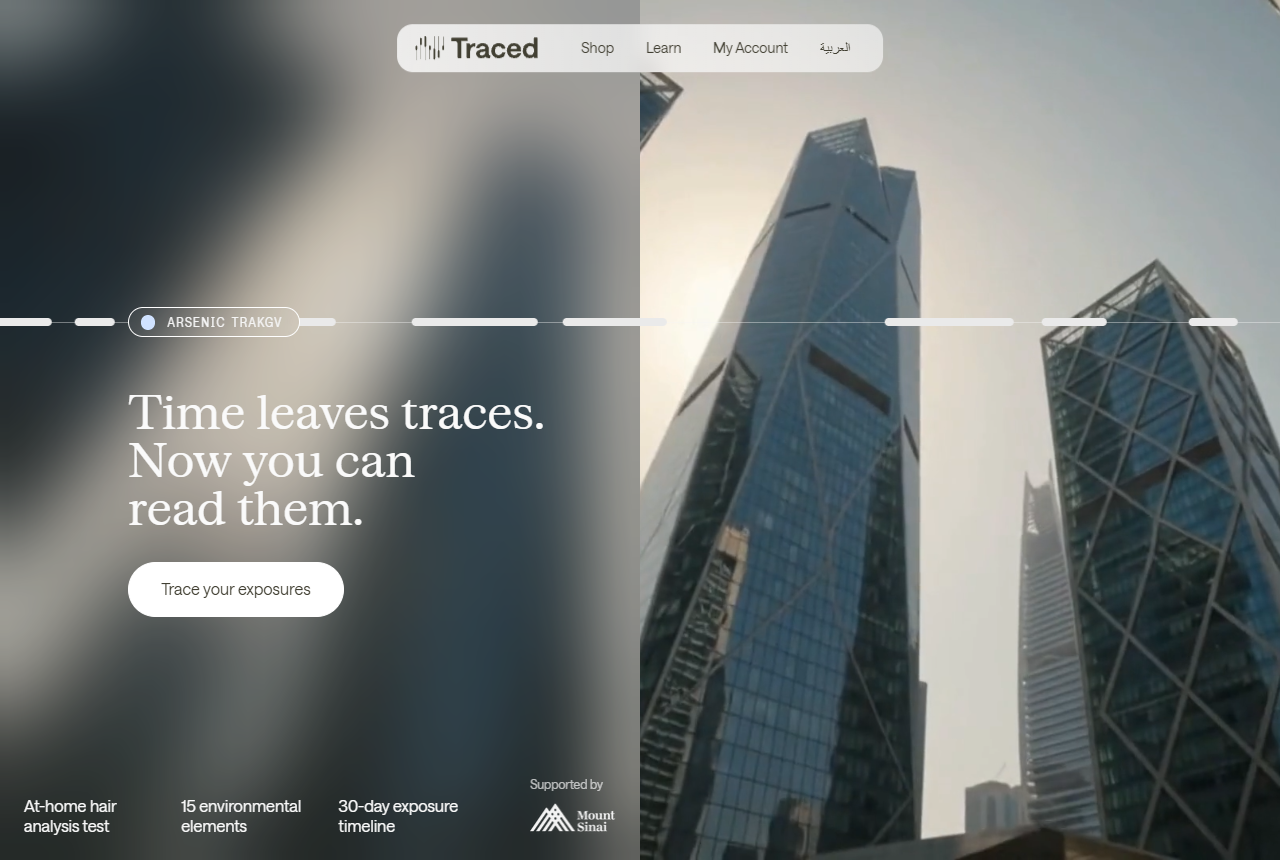 Traced
Shop
Learn
My Account
العربية
ARSENIC TRAKGV
Time leaves traces.
Now you can
read them.
Trace your exposures
At-home hair
analysis test
15 environmental
elements
30-day exposure
timeline
Supported by
Mount
Sinai